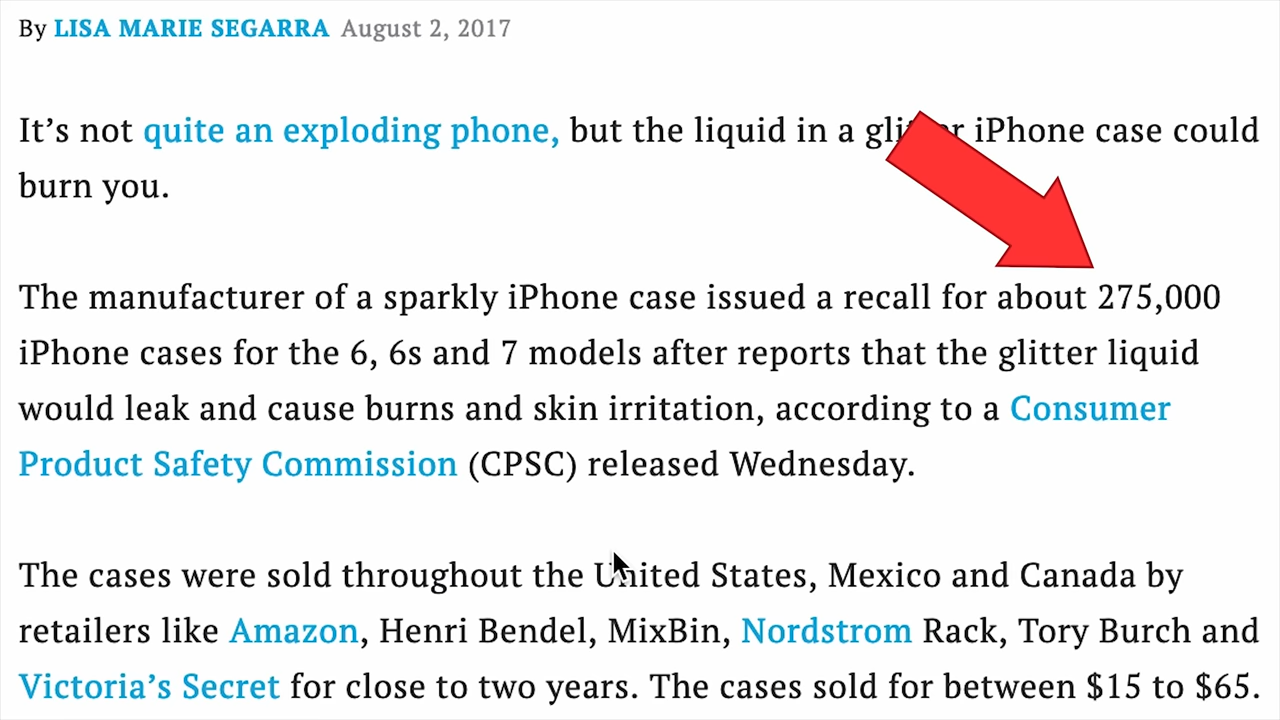 By LISA MARIE SEGARRA August 2, 2017
It’s not quite an exploding phone, but the liquid in a glitter iPhone case could
burn you.
The manufacturer of a sparkly iPhone case issued a recall for about 275,000
iPhone cases for the 6, 6s and 7 models after reports that the glitter liquid
would leak and cause burns and skin irritation, according to a Consumer
Product Safety Commission (CPSC) released Wednesday.
The cases were sold throughout the United States, Mexico and Canada by
retailers like Amazon, Henri Bendel, MixBin, Nordstrom Rack, Tory Burch and
Victoria’s Secret for close to two years. The cases sold for between $15 to $65.